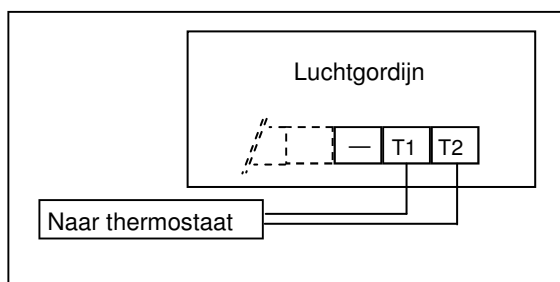 Luchtgordijn
— T1 T2
Naar thermostaat